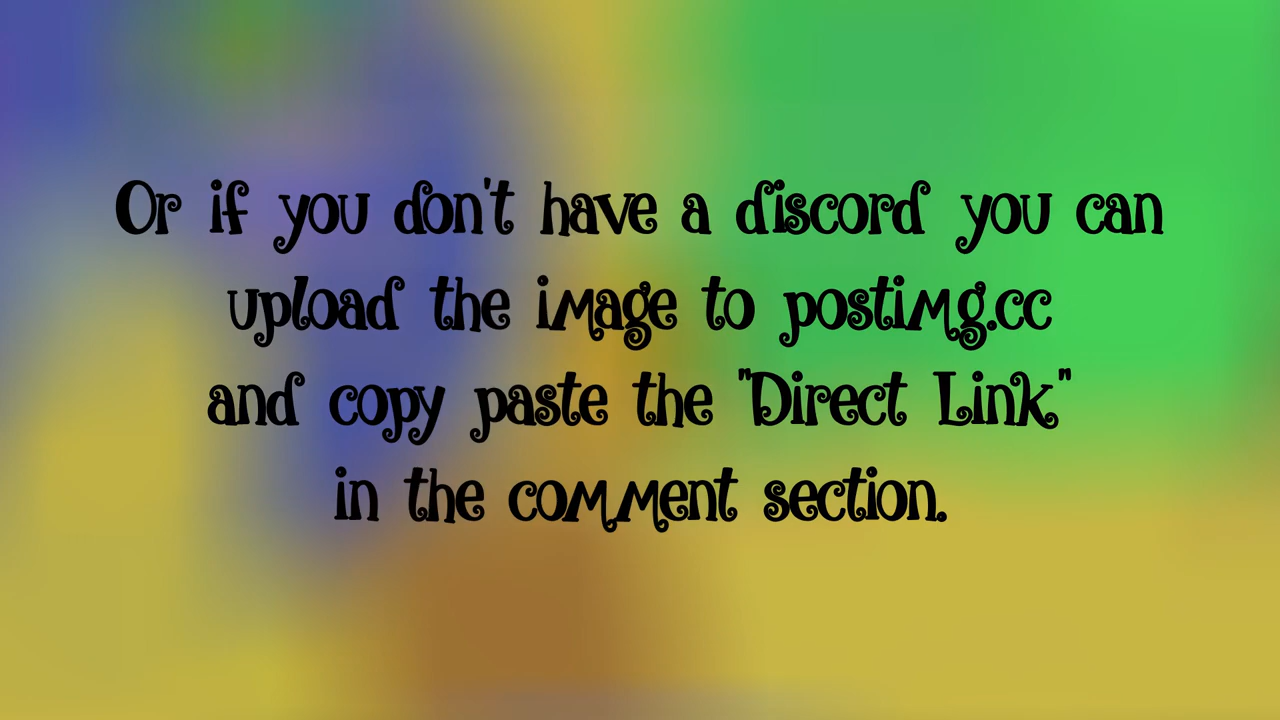 Or if you don't have a discord you can
upload the image to postimg.cc
and copy paste the "Direct Link"
in the comment section.